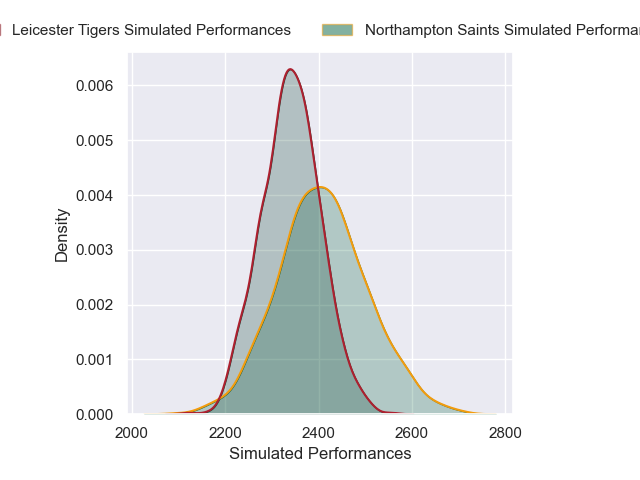 Leicester Tigers Simulated Performances
Northampton Saints Simulated
0.006
0.005
0.004
0.003
0.002
0.001
0.000
Density
2000 2200 2400 2600 2800
Simulated Performances